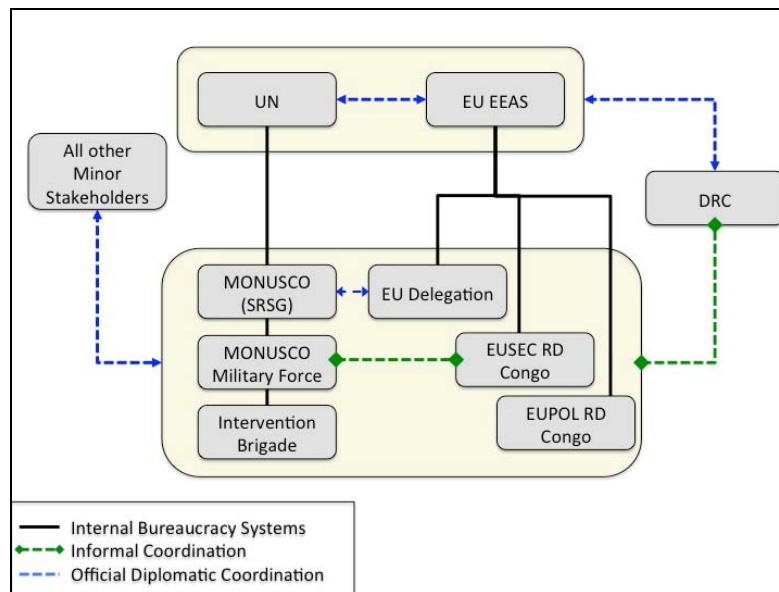 UN
EU EEAS
All other
Minor
Stakeholders
DRC
MONUSCO
(SRSG)
EU Delegation
MONUSCO
Military Force
EUSEC RD
Congo
Intervention
Brigade
EUPOL RD
Congo
Internal Bureaucracy Systems
Informal Coordination
Official Diplomatic Coordination